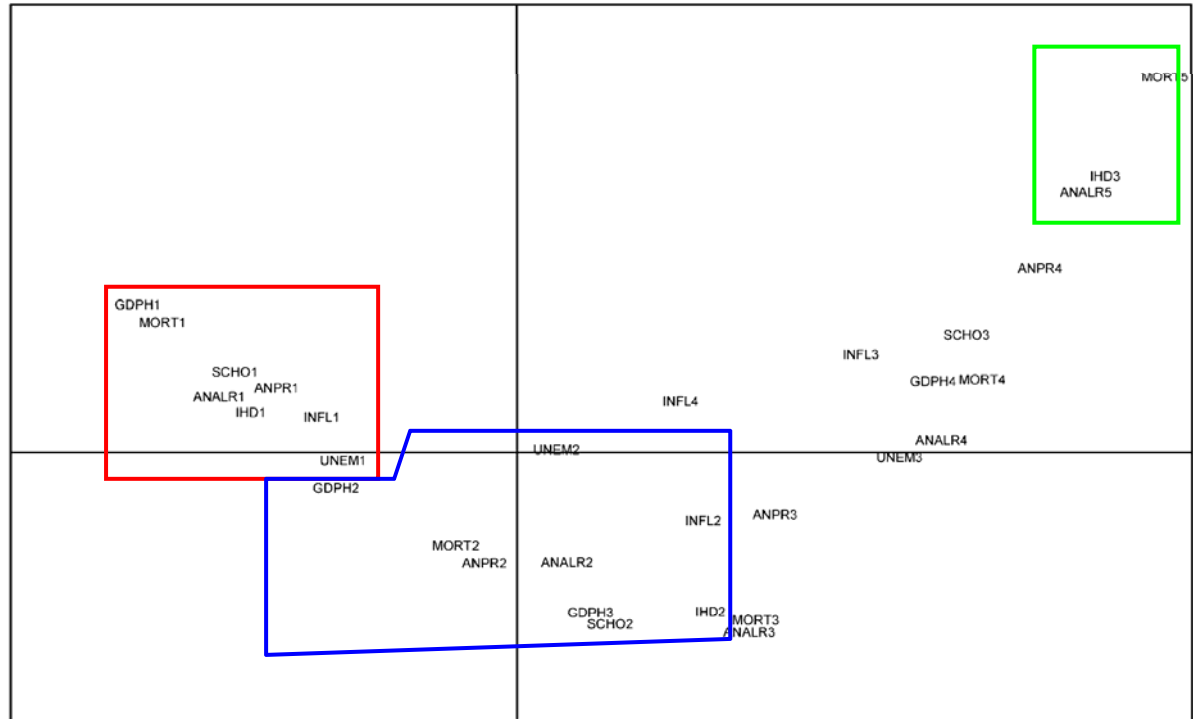 MORT5
IHD3
ANALR5
ANPR4
GDPH1
MORT1
SCHO3
INFL3
SCHO1
GDPH4 MORT4
ANPR1
ANALR1
INFL4
IHD1
INFL1
ANALR4
UNEM2
UNEM3
UNEM1
GDPH2
ANPR3
INFL2
MORT2
ANPR2
ANALR2
GDPH3
IHD2
MORT3
SCHO2
ANALR3